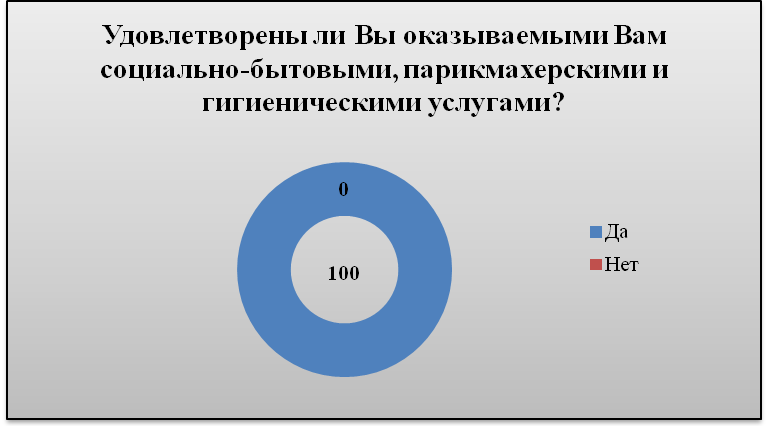 Удовлетворены ли Вы оказываемыми Вам
социально-бытовыми, парикмахерскими и
гигиеническими услугами?
0
100
Да
Нет